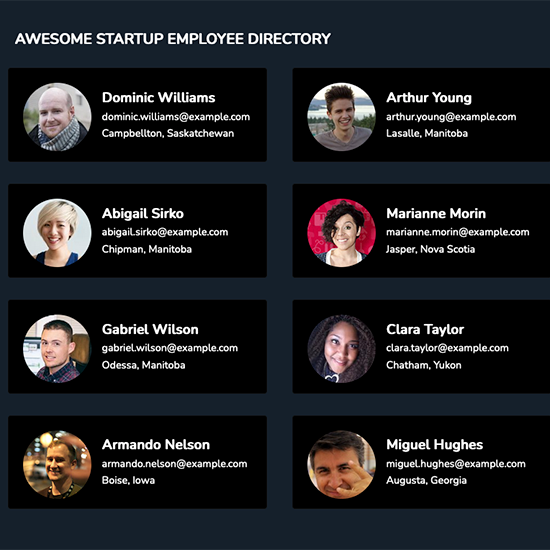 AWESOME STARTUP EMPLOYEE DIRECTORY
Dominic Williams
dominic.williams@example.com
Campbellton, Saskatchewan
Arthur Young
arthur.young@example.com
Lasalle, Manitoba
Abigail Sirko
abigail.sirko@example.com
Chipman, Manitoba
Marianne Morin
marianne.morin@example.com
Jasper, Nova Scotia
Gabriel Wilson
gabriel.wilson@example.com
Odessa, Manitoba
Clara Taylor
clara.taylor@example.com
Chatham, Yukon
Armando Nelson
armando.nelson@example.com
Boise, Iowa
Miguel Hughes
miguel.hughes@example.com
Augusta, Georgia